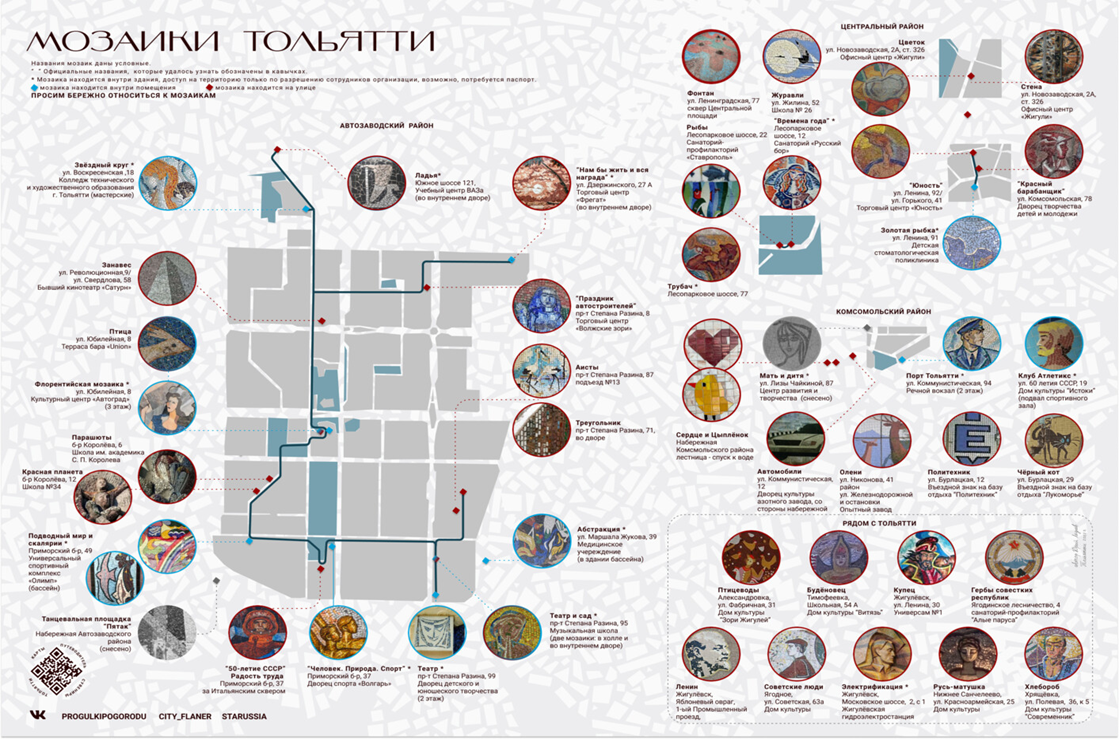 МОЗАИКИ ТОЛЬЯТТИ
Названия мозаик даны условные.
" " Официальные названия, которые удалось узнать обозначены в кавычках.
* Мозаика находится внутри здания, доступ на территорию только по разрешению сотрудников организации, возможно, потребуется паспорт.
мозаика находится внутри помещения мозаика находится на улице
ПРОСИМ БЕРЕЖНО ОТНОСИТЬСЯ К МОЗАИКАМ
АВТОЗАВОДСКИЙ РАЙОН
Звёздный круг *
ул. Воскресенская ,18
Колледж технического
и художественного образования
г. Тольятти (мастерские)
Ладья*
Южное шоссе 121,
Учебный центр ВАЗа
(во внутреннем дворе)
"Нам бы жить и вся
награда" *
ул. Дзержинского, 27 А
Торговый центр
«Фрегат»
(во внутреннем дворе)
Занавес
ул. Революционная,9/
ул. Свердлова, 58
Бывший кинотеатр «Сатурн»
"Праздник
автостроителей"
пр-т Степана Разина, 8
Торговый центр
«Волжские зори»
Птица
ул. Юбилейная, 8
Терраса бара «Union»
Аисты
пр-т Степана Разина, 87
подъезд №13
Флорентийская мозаика *
ул. Юбилейная, 8
Культурный центр «Автоград»
(3 этаж)
Треугольник
пр-т Степана Разина, 71,
во дворе
Парашюты
б-р Королёва, 6
Школа им. академика
С. П. Королева
Красная планета
б-р Королёва, 12
Школа №34
Подводный мир и
скалярии *
Приморский б-р, 49
Универсальный
спортивный
комплекс
«Олимп»
(бассейн)
Абстракция *
ул. Маршала Жукова, 39
Медицинское
учреждение
(в здании бассейна)
Танцевальная площадка
"Пятак"
Набережная Автозаводского
района
(снесено)
Театр и сад *
пр-т Степана Разина, 95
Музыкальная школа
(две мозаики: в холле и
во внутреннем дворе)
"50-летие СССР"
Радость труда
Приморский б-р, 37
за Итальянским сквером
"Человек. Природа. Спорт" *
Приморский б-р, 37
Дворец спорта «Волгарь»
Театр *
пр-т Степана Разина, 99
Дворец детского и
юношеского творчества
(2 этаж)
PROGULKIPOGORODU CITY_FLANER STARUSSIA
ЦЕНТРАЛЬНЫЙ РАЙОН
Фонтан
ул. Ленинградская, 77
сквер Центральной
площади
Журавли
ул. Жилина, 52
Школа № 26
Цветок
ул. Новозаводская, 2А, ст. 326
Офисный центр «Жигули»
Стена
ул. Новозаводская, 2А,
ст. 326
Офисный центр
«Жигули»
Рыбы
Лесопарковое шоссе, 22
Санаторий-
профилакторий
«Ставрополь»
"Времена года" *
Лесопарковое
шоссе, 12
Санаторий «Русский
бор»
"Юность"
ул. Ленина, 92/
ул. Горького, 41
Торговый центр «Юность»
"Красный
барабанщик"
ул. Комсомольская, 78
Дворец творчества
детей и молодежи
Золотая рыбка*
ул. Ленина, 91
Детская
стоматологическая
поликлиника
Трубач *
Лесопарковое шоссе, 77
КОМСОМОЛЬСКИЙ РАЙОН
Мать и дитя *
ул. Лизы Чайкиной, 87
Центр развития и
творчества (снесено)
Порт Тольятти *
ул. Коммунистическая, 94
Речной вокзал (2 этаж)
Клуб Атлетикс *
ул. 60 летия СССР, 19
Дом культуры "Истоки"
(подвал спортивного
зала)
Сердце и Цыплёнок
Набережная
Комсомольского района
лестница - спуск к воде
Автомобили
ул. Коммунистическая,
12
Дворец культуры
азотного завода, со
стороны набережной
Олени
ул. Никонова, 41
район
ул. Железнодорожной
и остановки
Опытный завод
Политехник
ул. Бурлацкая, 12
Въездной знак на базу
отдыха "Политехник"
Чёрный кот
ул. Бурлацкая, 29
Въездной знак на базу
отдыха "Лукоморье"
РЯДОМ С ТОЛЬЯТТИ
Птицеводы
Александровка,
ул. Фабричная, 31
Дом культуры
"Зори Жигулей"
Будёновец
Тимофеевка,
Школьная, 54 А
Дом культуры "Витязь"
Купец
Жигулёвск,
ул. Ленина, 30
Универсам №1
Гербы совестких
республик
Ягодинское лесничество, 4
санаторий-профилакторий
"Алые паруса"
Ленин
Жигулёвск,
Яблоневый овраг,
1-ый Промышленный
проезд,
Советские люди
Ягодное,
ул. Советская, 63а
Дом культуры
Электрификация *
Жигулёвск,
Московское шоссе, 2, с 1
Жигулёвская
гидроэлектростанция
Русь-матушка
Нижнее Санчелеево,
ул. Красноармейская, 25
Дом культуры
Хлебороб
Хрящёвка,
ул. Полевая, 36, к 5
Дом культуры
"Современник"